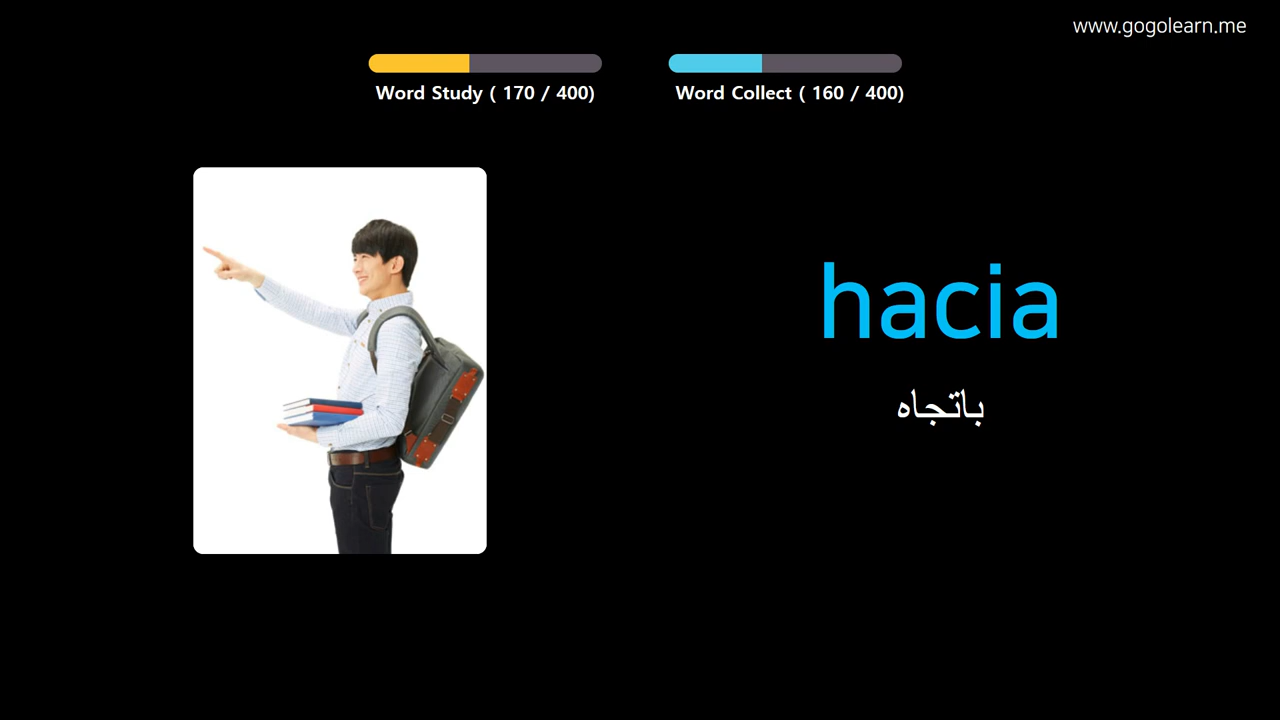 www.gogolearn.me
Word Study ( 170 / 400)
Word Collect ( 160 / 400)
hacia
باتجاه